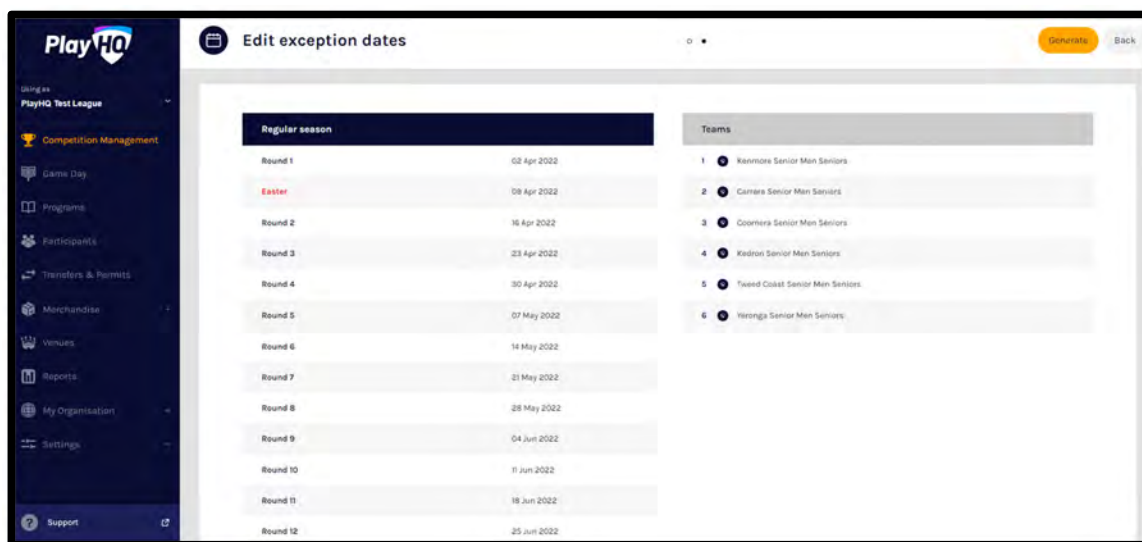 PlayHQ
Edit exception dates
Generate
Back
Using as
PlayHQ Test League
Competition Management
Game Day
Programs
Participants
Transfers & Permits
Merchandise
Venues
Reports
My Organisation
Settings
Support
Regular season
Round 1 02 Apr 2022
Easter 09 Apr 2022
Round 2 16 Apr 2022
Round 3 23 Apr 2022
Round 4 30 Apr 2022
Round 5 07 May 2022
Round 6 14 May 2022
Round 7 21 May 2022
Round 8 28 May 2022
Round 9 04 Jun 2022
Round 10 11 Jun 2022
Round 11 18 Jun 2022
Round 12 25 Jun 2022
Teams
1 Kenmore Senior Men Seniors
2 Carrara Senior Men Seniors
3 Coomera Senior Men Seniors
4 Kedron Senior Men Seniors
5 Tweed Coast Senior Men Seniors
6 Yeronga Senior Men Seniors